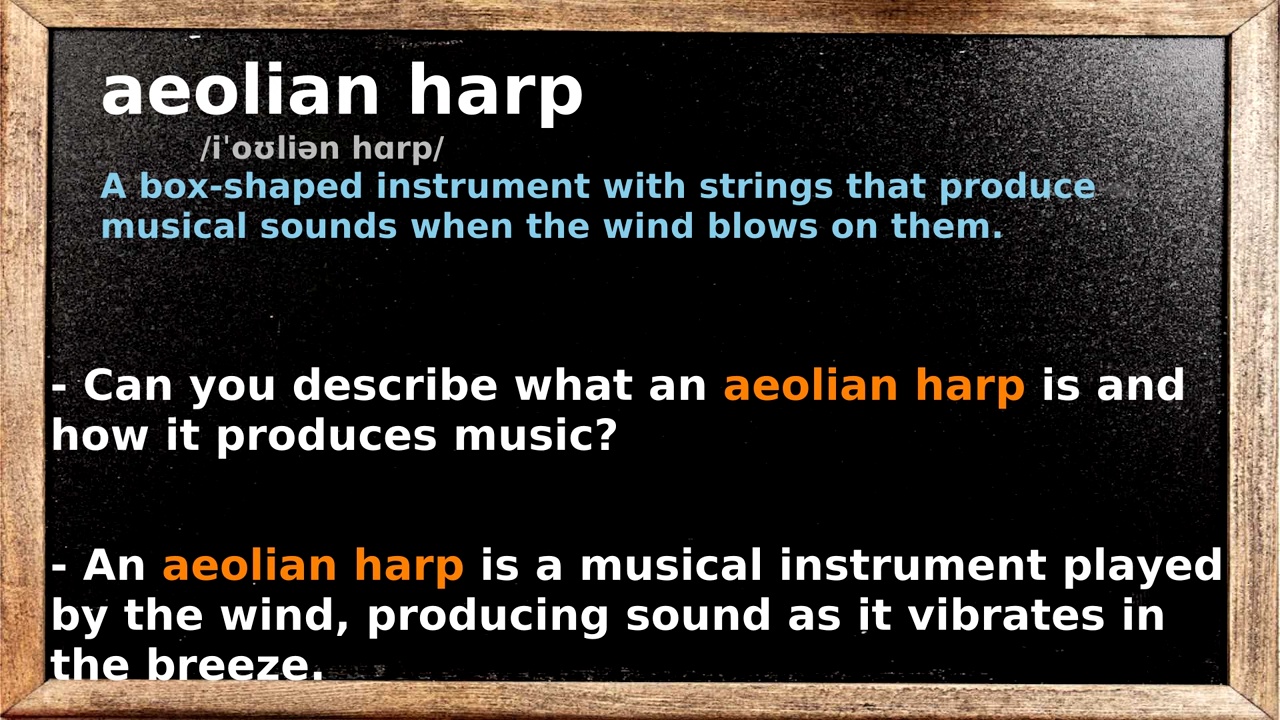 aeolian harp
/iˈoʊliən hɑrp/
A box-shaped instrument with strings that produce
musical sounds when the wind blows on them.
- Can you describe what an aeolian harp is and
how it produces music?
- An aeolian harp is a musical instrument played
by the wind, producing sound as it vibrates in
the breeze.